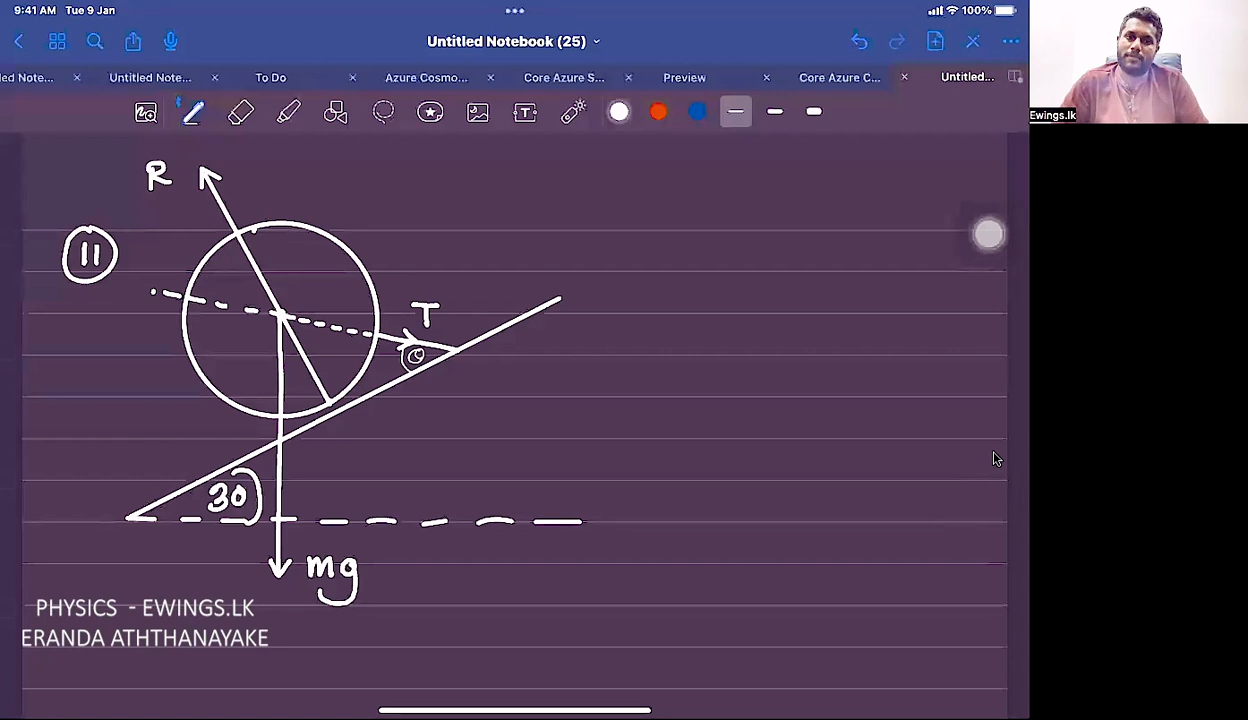 9:41 AM Tue 9 Jan
100%
Untitled Notebook (25)
led Note...
Untitled Note...
To Do
Azure Cosmo...
Core Azure S...
Preview
Core Azure C...
Untitled...
T
Ewings.lk
R
11
T
θ
30
mg
PHYSICS - EWINGS.LK
ERANDA ATHTHANAYAKE